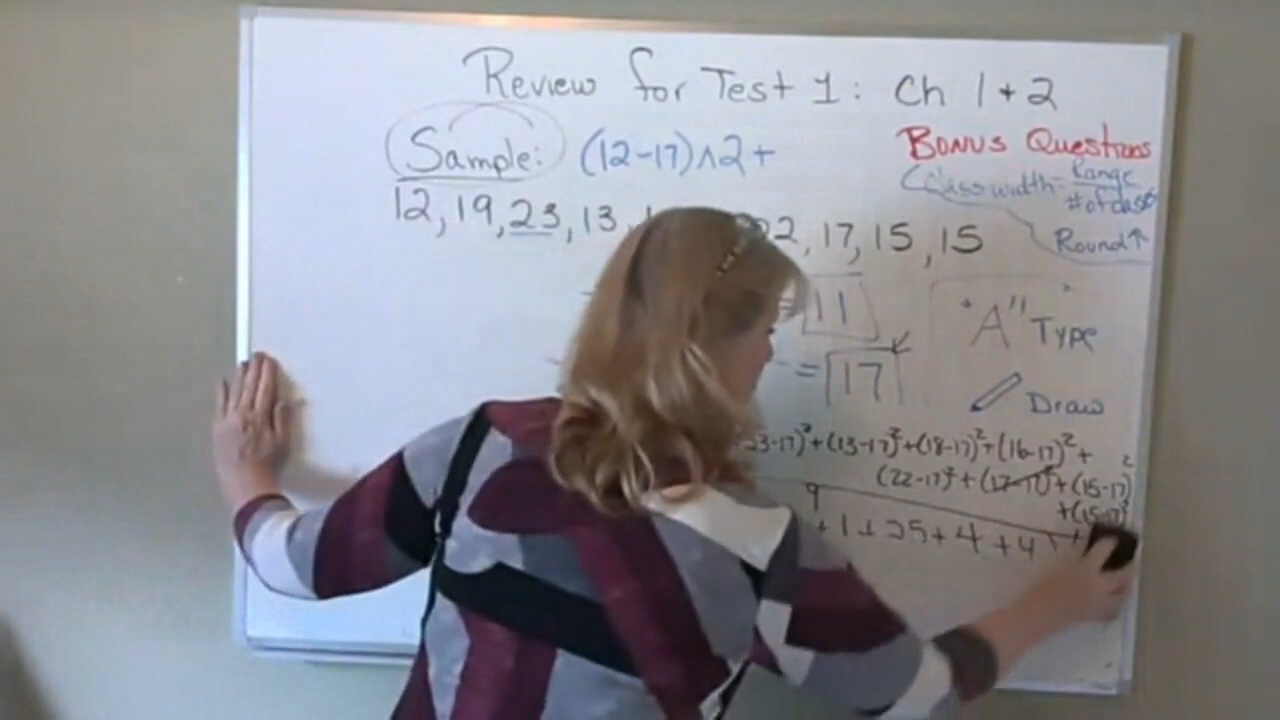 Review for Test 1: Ch 1 + 2
Sample: (12-17)^2 +
Bonus Questions
Class width = Range
# of classes
Round ↑
12, 19, 23, 13, 22, 17, 15, 15
= 11
"A" Type
= 17
Draw
23-17)² + (13-17)² + (18-17)² + (16-17)² +
(22-17)² + (17-17)² + (15-17)²
+ (15-17)²
9
+ 1 + 25 + 4 + 4